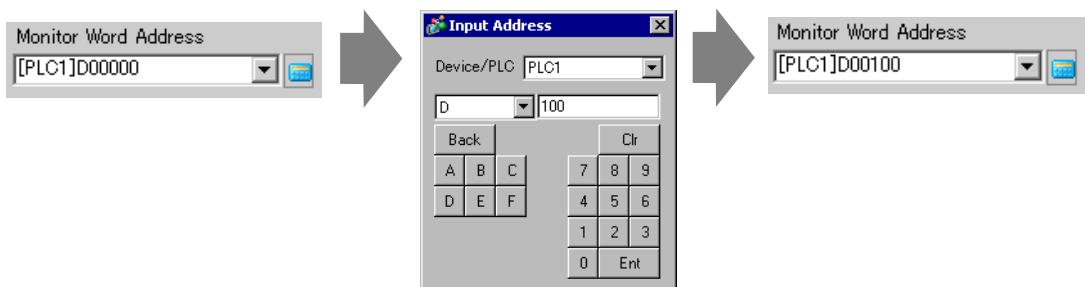 Monitor Word Address
[PLC1]D00000
Input Address
Device/PLC PLC1
D 100
Back Clr
A B C 7 8 9
D E F 4 5 6
1 2 3
0 Ent
Monitor Word Address
[PLC1]D00100